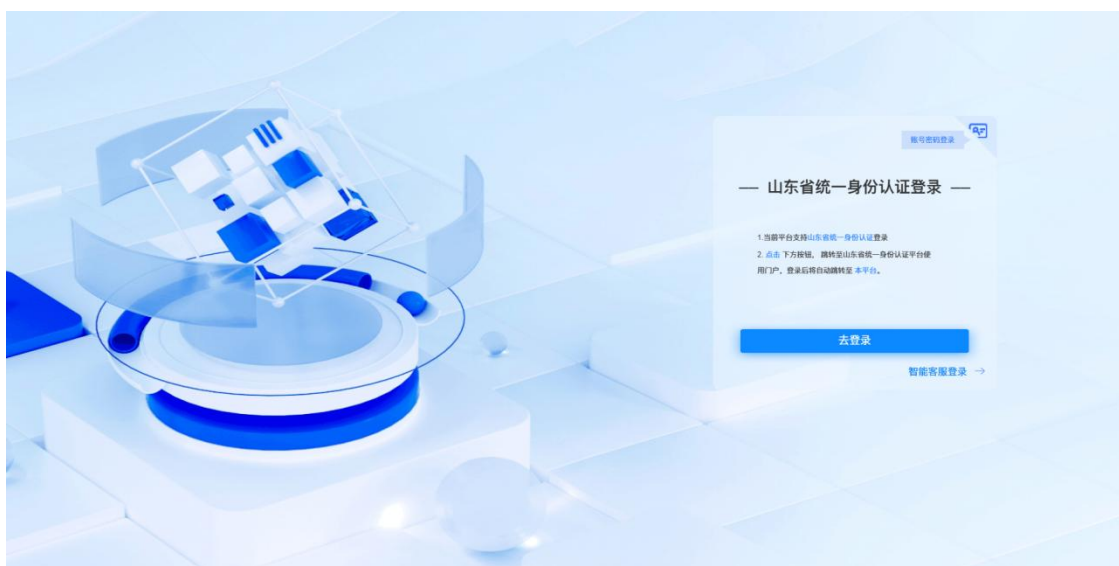 账号密码登录
山东省统一身份认证登录
1.当前平台支持山东省统一身份认证登录
2. 点击 下方按钮， 跳转至山东省统一身份认证平台使
用门户，登录后将自动跳转至 本平台。
去登录
智能客服登录 →